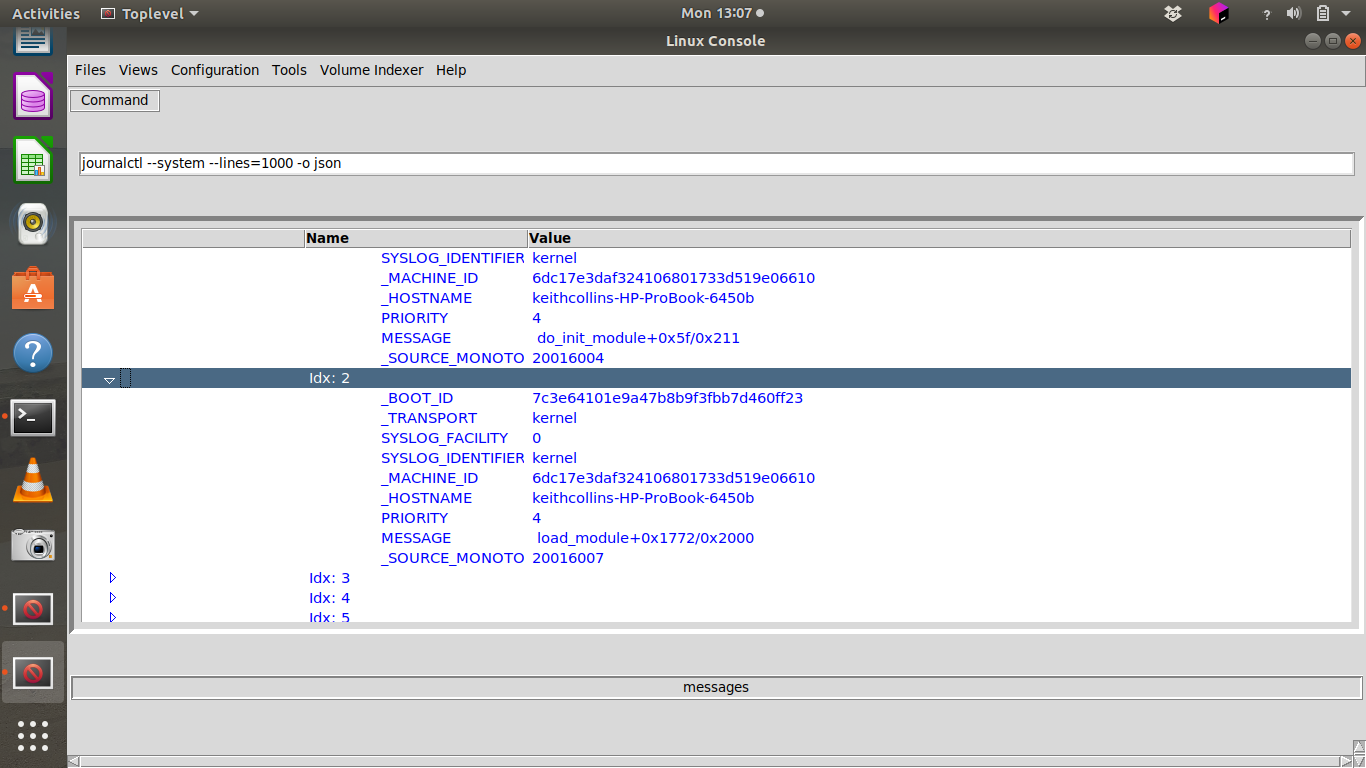 Activities Toplevel Mon 13:07
Linux Console
Files Views Configuration Tools Volume Indexer Help
Command
journalctl --system --lines=1000 -o json
Name Value
SYSLOG_IDENTIFIER kernel
_MACHINE_ID 6dc17e3daf324106801733d519e06610
_HOSTNAME keithcollins-HP-ProBook-6450b
PRIORITY 4
MESSAGE do_init_module+0x5f/0x211
_SOURCE_MONOTO 20016004
Idx: 2
_BOOT_ID 7c3e64101e9a47b8b9f3fbb7d460ff23
_TRANSPORT kernel
SYSLOG_FACILITY 0
SYSLOG_IDENTIFIER kernel
_MACHINE_ID 6dc17e3daf324106801733d519e06610
_HOSTNAME keithcollins-HP-ProBook-6450b
PRIORITY 4
MESSAGE load_module+0x1772/0x2000
_SOURCE_MONOTO 20016007
Idx: 3
Idx: 4
Idx: 5
messages